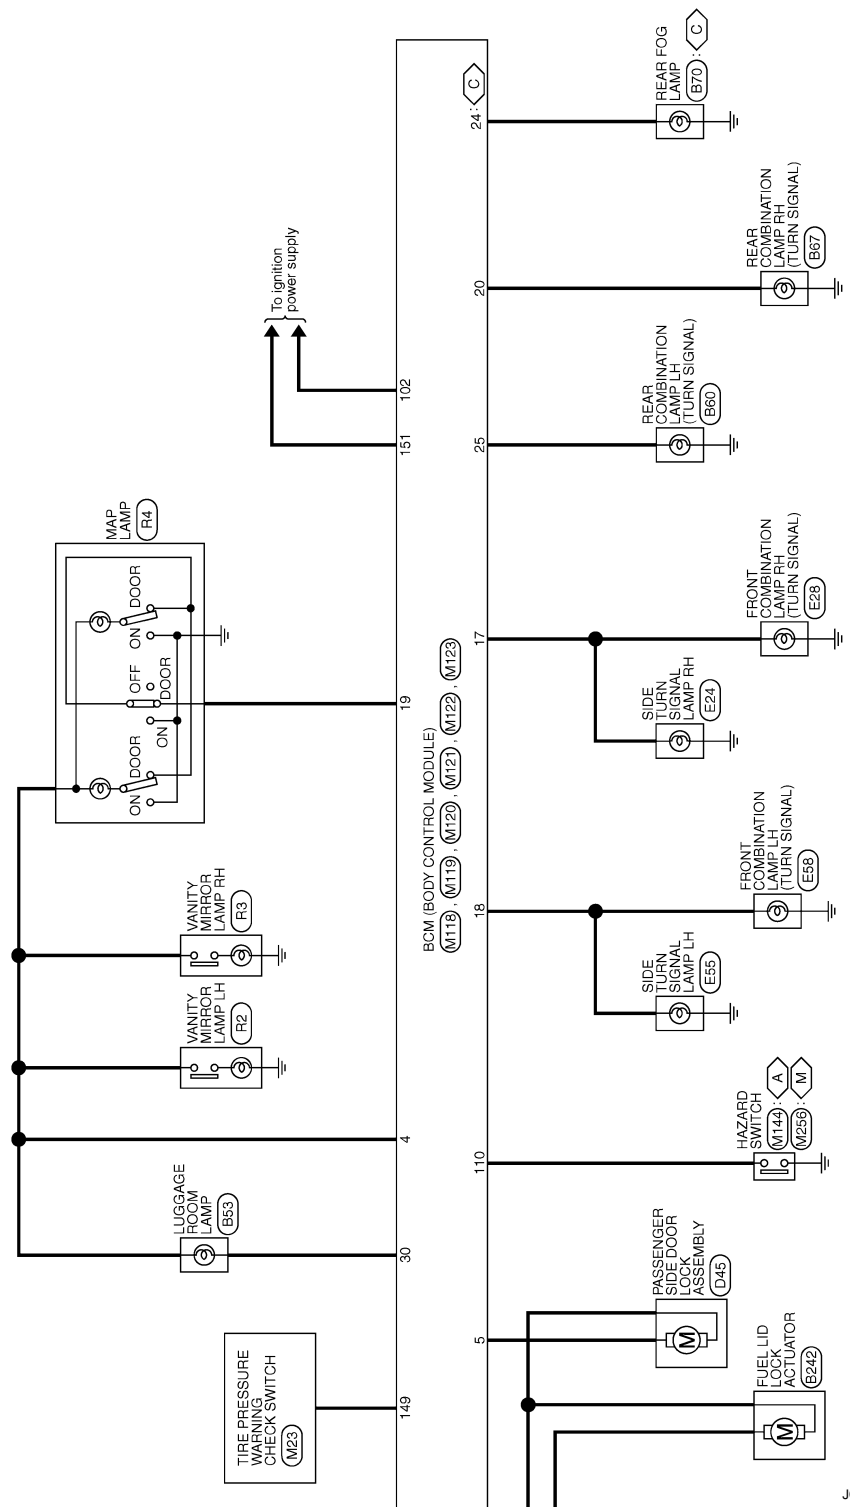 TIRE PRESSURE
WARNING
CHECK SWITCH
M23
149
LUGGAGE
ROOM
LAMP
B53
30
4
VANITY
MIRROR
LAMP LH
R2
VANITY
MIRROR
LAMP RH
R3
MAP
LAMP
R4
ON
DOOR
ON
DOOR
OFF
ON
DOOR
19
151
102
To ignition
power supply
BCM (BODY CONTROL MODULE)
M118 , M119 , M120 , M121 , M122 , M123
5
PASSENGER
SIDE DOOR
LOCK
ASSEMBLY
D45
M
FUEL LID
LOCK
ACTUATOR
B242
M
110
HAZARD
SWITCH
M144 : A
M256 : M
18
SIDE
TURN
SIGNAL
LAMP LH
E55
FRONT
COMBINATION
LAMP LH
(TURN SIGNAL)
E58
17
SIDE
TURN
SIGNAL
LAMP RH
E24
FRONT
COMBINATION
LAMP RH
(TURN SIGNAL)
E28
25
REAR
COMBINATION
LAMP LH
(TURN SIGNAL)
B60
20
REAR
COMBINATION
LAMP RH
(TURN SIGNAL)
B67
24 : C
REAR FOG
LAMP
B70 : C